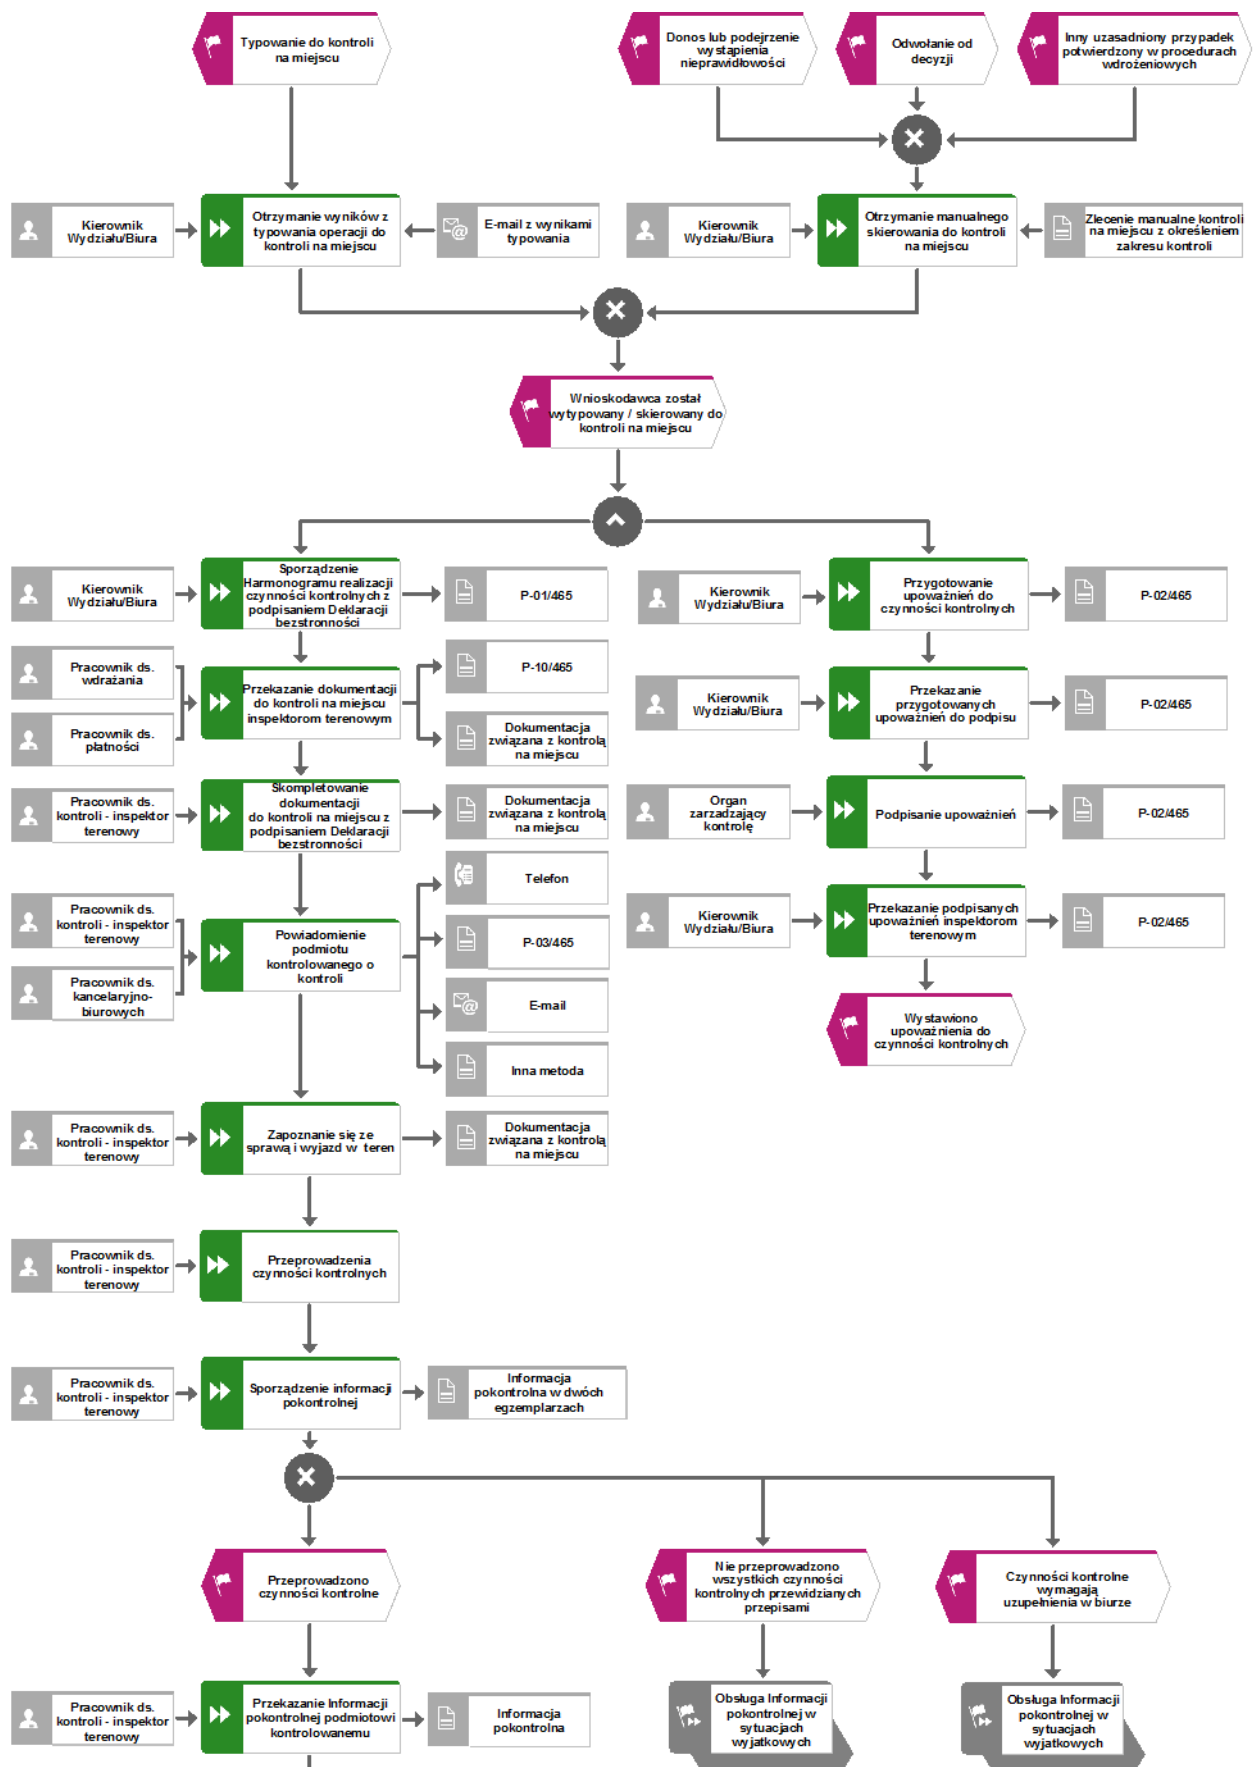 Typowanie do kontroli
na miejscu
Donos lub podejrzenie
wystąpienia
nieprawidłowości
Odwołanie od
decyzji
Inny uzasadniony przypadek
potwierdzony w procedurach
wdrożeniowych
Kierownik
Wydziału/Biura
Otrzymanie wyników z
typowania operacji do
kontroli na miejscu
E-mail z wynikami
typowania
Kierownik
Wydziału/Biura
Otrzymanie manualnego
skierowania do kontroli
na miejscu
Zlecenie manualne kontroli
na miejscu z określeniem
zakresu kontroli
Wnioskodawca został
wytypowany / skierowany do
kontroli na miejscu
Kierownik
Wydziału/Biura
Sporządzenie
Harmonogramu realizacji
czynności kontrolnych z
podpisaniem Deklaracji
bezstronności
P-01/465
Kierownik
Wydziału/Biura
Przygotowanie
upoważnień do
czynności kontrolnych
P-02/465
Pracownik ds.
wdrażania
Pracownik ds.
płatności
Przekazanie dokumentacji
do kontroli na miejscu
inspektorom terenowym
P-10/465
Dokumentacja
związana z kontrolą
na miejscu
Kierownik
Wydziału/Biura
Przekazanie
przygotowanych
upoważnień do podpisu
P-02/465
Pracownik ds.
kontroli - inspektor
terenowy
Skompletowanie
dokumentacji
do kontroli na miejscu z
podpisaniem Deklaracji
bezstronności
Dokumentacja
związana z kontrolą
na miejscu
Organ
zarzadzający
kontrolę
Podpisanie upoważnień
P-02/465
Pracownik ds.
kontroli - inspektor
terenowy
Pracownik ds.
kancelaryjno-
biurowych
Powiadomienie
podmiotu
kontrolowanego o
kontroli
Telefon
P-03/465
E-mail
Inna metoda
Kierownik
Wydziału/Biura
Przekazanie podpisanych
upoważnień inspektorom
terenowym
P-02/465
Wystawiono
upoważnienia do
czynności kontrolnych
Pracownik ds.
kontroli - inspektor
terenowy
Zapoznanie się ze
sprawą i wyjazd w teren
Dokumentacja
związana z kontrolą
na miejscu
Pracownik ds.
kontroli - inspektor
terenowy
Przeprowadzenia
czynności kontrolnych
Pracownik ds.
kontroli - inspektor
terenowy
Sporządzenie informacji
pokontrolnej
Informacja
pokontrolna w dwóch
egzemplarzach
Przeprowadzono
czynności kontrolne
Nie przeprowadzono
wszystkich czynności
kontrolnych przewidzianych
przepisami
Czynności kontrolne
wymagają
uzupełnienia w biurze
Pracownik ds.
kontroli - inspektor
terenowy
Przekazanie Informacji
pokontrolnej podmiotowi
kontrolowanemu
Informacja
pokontrolna
Obsługa Informacji
pokontrolnej w
sytuacjach
wyjatkowych
Obsługa Informacji
pokontrolnej w
sytuacjach
wyjatkowych